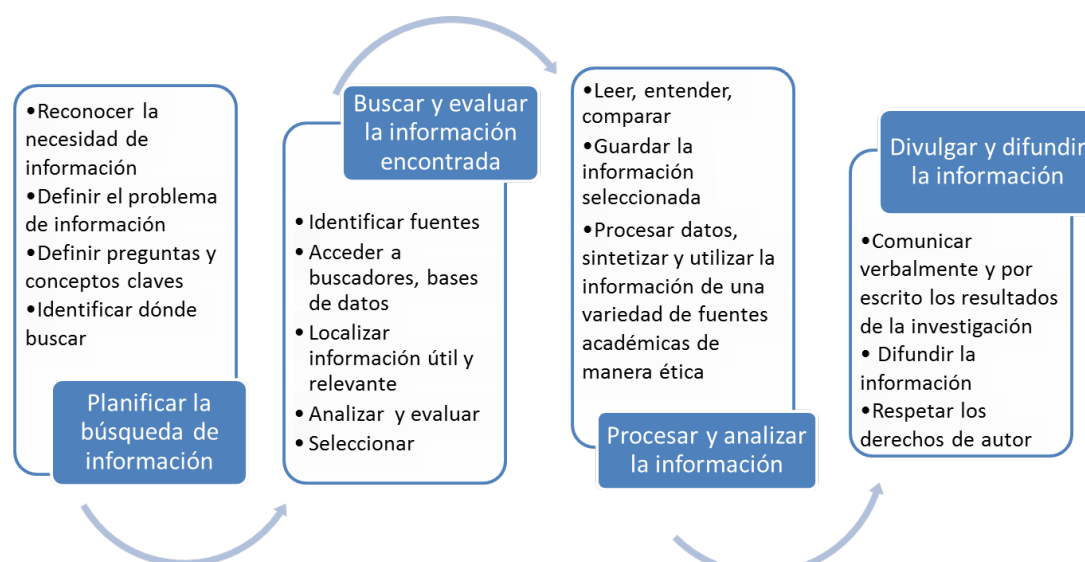 •Reconocer la
necesidad de
información
•Definir el problema
de información
•Definir preguntas y
conceptos claves
•Identificar dónde
buscar
Planificar la
búsqueda de
información
Buscar y evaluar
la información
encontrada
• Identificar fuentes
• Acceder a
buscadores, bases
de datos
• Localizar
información útil y
relevante
• Analizar y evaluar
• Seleccionar
•Leer, entender,
comparar
•Guardar la
información
seleccionada
•Procesar datos,
sintetizar y utilizar la
información de una
variedad de fuentes
académicas de
manera ética
Procesar y analizar
la información
Divulgar y difundir
la información
•Comunicar
verbalmente y por
escrito los resultados
de la investigación
• Difundir la
información
•Respetar los
derechos de autor